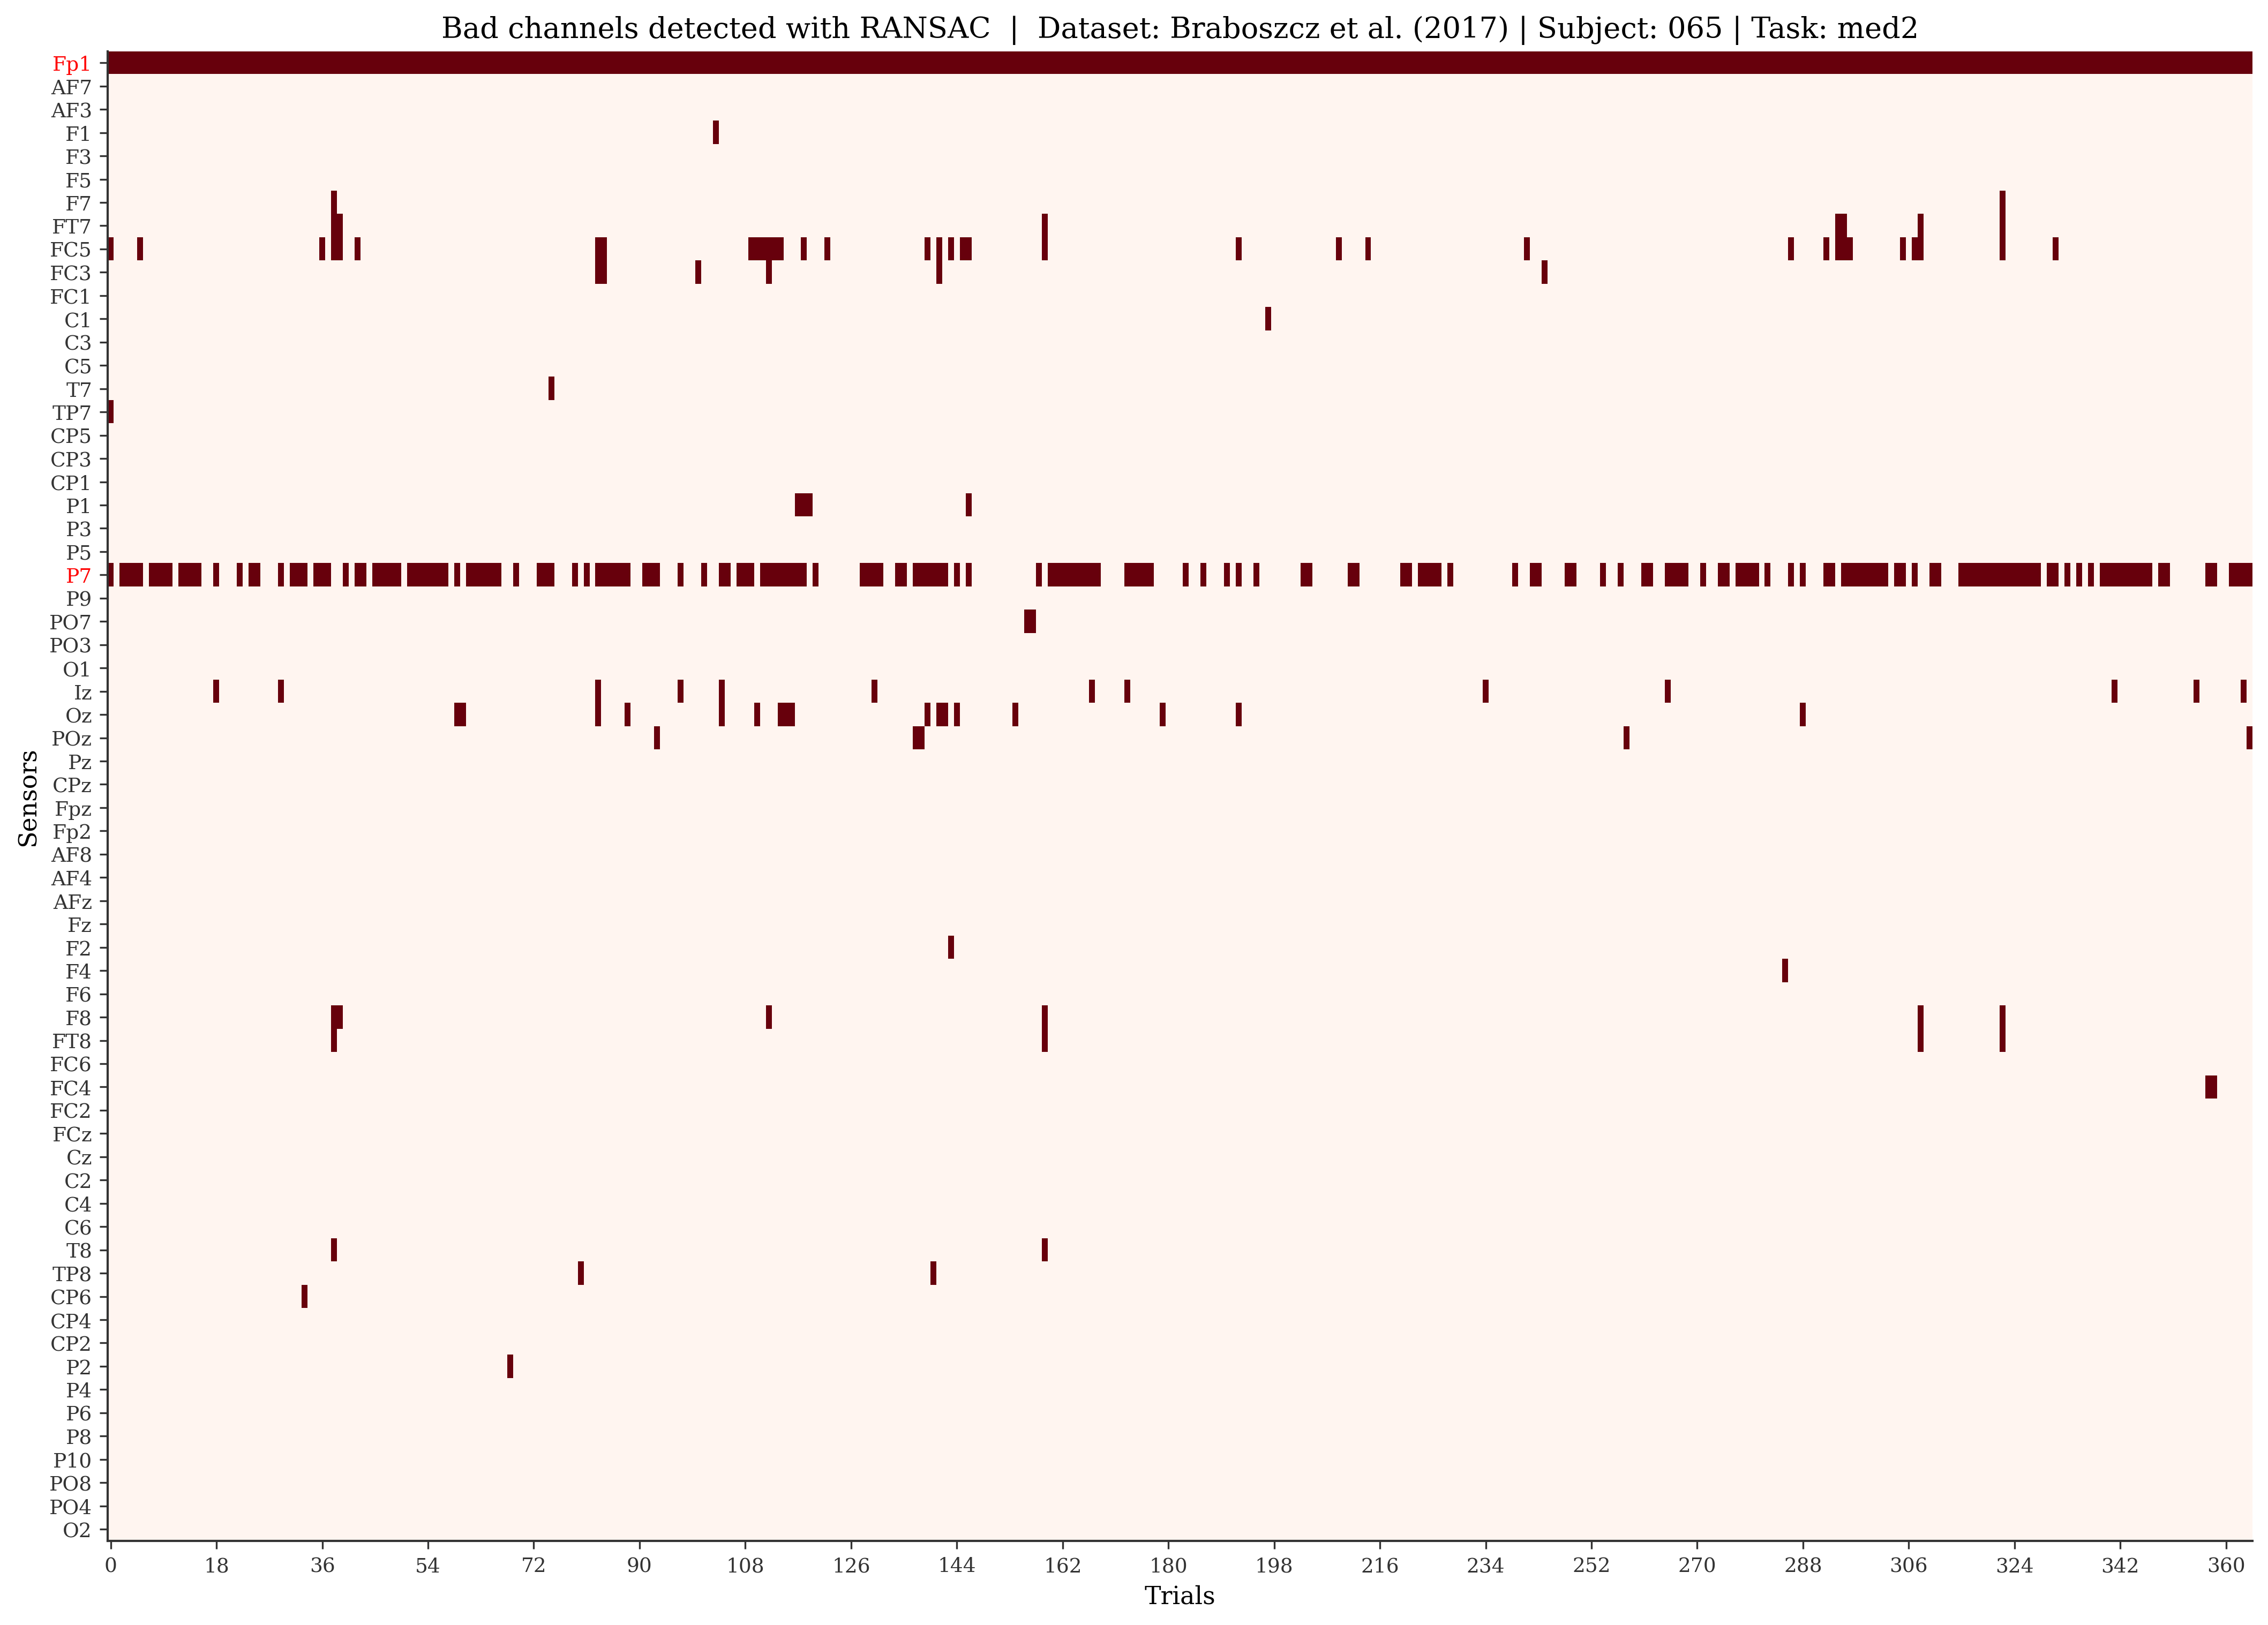 Bad channels detected with RANSAC | Dataset: Braboszcz et al. (2017) | Subject: 065 | Task: med2
Fp1
AF7
AF3
F1
F3
F5
F7
FT7
FC5
FC3
FC1
C1
C3
C5
T7
TP7
CP5
CP3
CP1
P1
P3
P5
P7
P9
PO7
PO3
O1
Iz
Oz
POz
Pz
CPz
Fpz
Fp2
AF8
AF4
AFz
Fz
F2
F4
F6
F8
FT8
FC6
FC4
FC2
FCz
Cz
C2
C4
C6
T8
TP8
CP6
CP4
CP2
P2
P4
P6
P8
P10
PO8
PO4
O2
Sensors
0 18 36 54 72 90 108 126 144 162 180 198 216 234 252 270 288 306 324 342 360
Trials